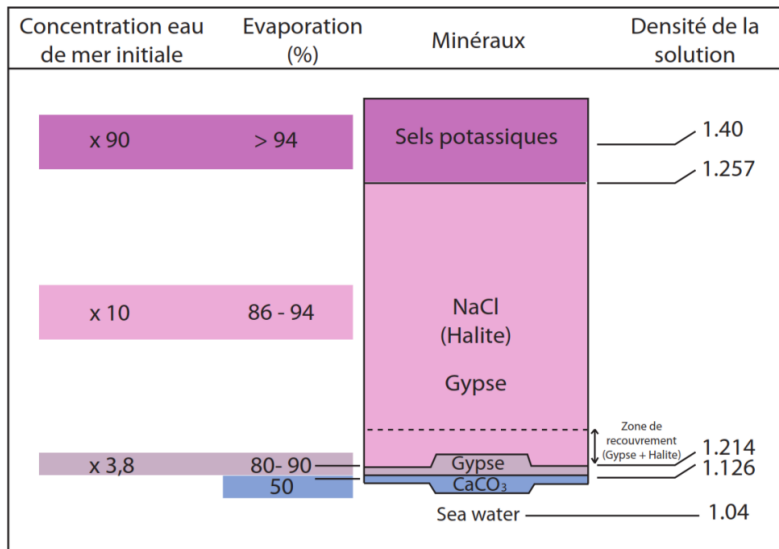 Concentration eau
de mer initiale
Evaporation
(%)
Minéraux
Densité de la
solution
x 90
> 94
Sels potassiques
1.40
1.257
x 10
86 - 94
NaCl
(Halite)
Gypse
Zone de
recouvrement
(Gypse + Halite)
1.214
x 3,8
80- 90
Gypse
1.126
50
CaCO₃
Sea water
1.04